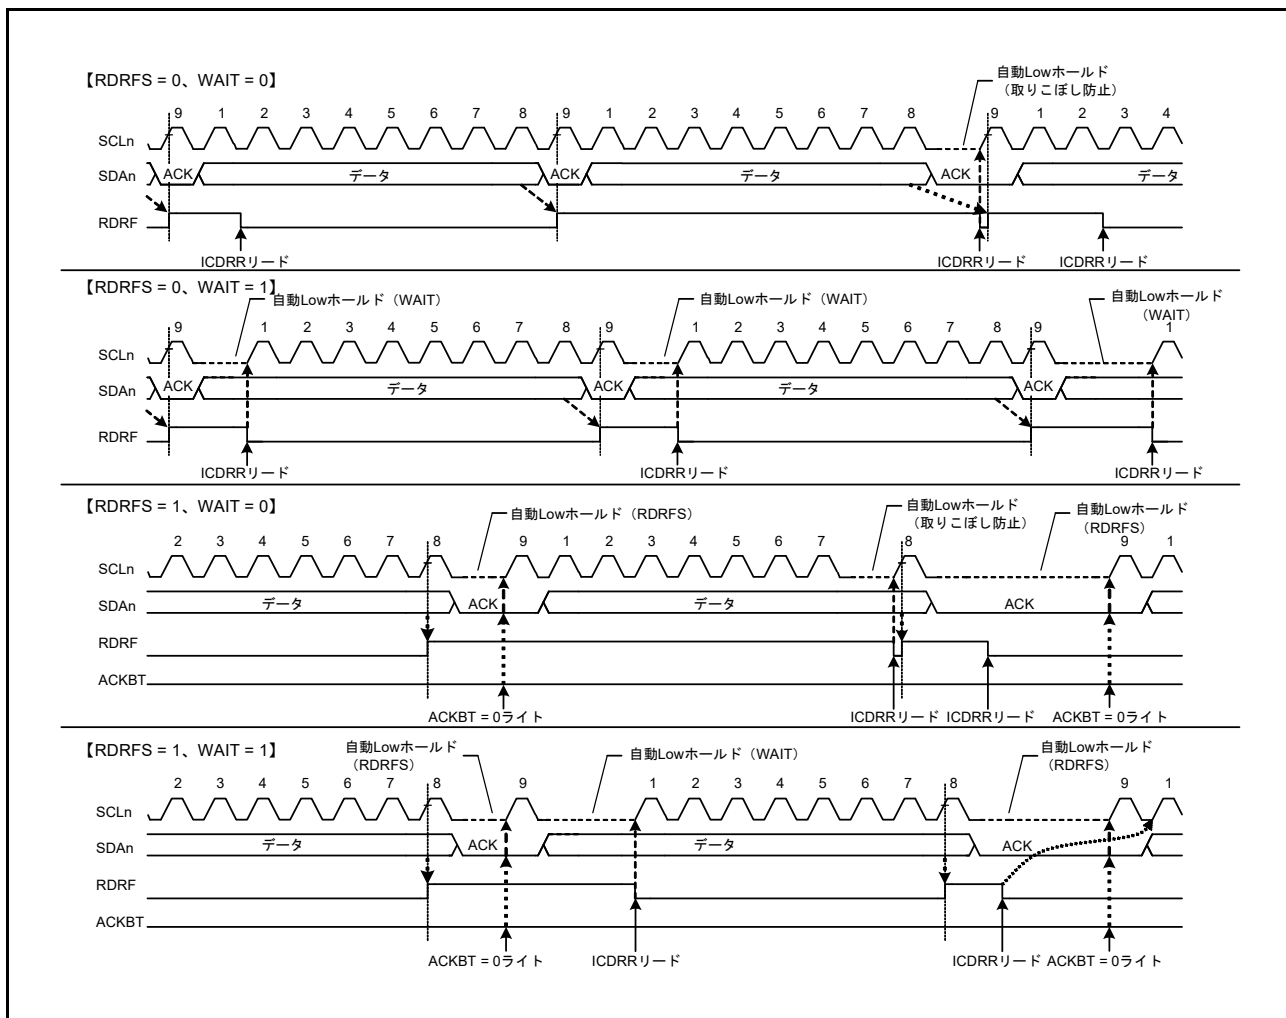 【RDRFS = 0、WAIT = 0】
自動Lowホールド
（取りこぼし防止）
9 1 2 3 4 5 6 7 8 9 1 2 3 4 5 6 7 8 9 1 2 3 4
SCLn
SDAn ACK データ ACK データ ACK データ
RDRF
ICDRRリード ICDRRリード ICDRRリード
【RDRFS = 0、WAIT = 1】
自動Lowホールド（WAIT） 自動Lowホールド（WAIT） 自動Lowホールド
（WAIT）
9 1 2 3 4 5 6 7 8 9 1 2 3 4 5 6 7 8 9 1
SCLn
SDAn ACK データ ACK データ ACK
RDRF
ICDRRリード ICDRRリード ICDRRリード
【RDRFS = 1、WAIT = 0】
自動Lowホールド（RDRFS） 自動Lowホールド
（取りこぼし防止） 自動Lowホールド
（RDRFS）
2 3 4 5 6 7 8 9 1 2 3 4 5 6 7 8 9 1
SCLn
SDAn データ ACK データ ACK
RDRF
ACKBT
ACKBT = 0ライト ICDRRリード ICDRRリード ACKBT = 0ライト
【RDRFS = 1、WAIT = 1】
自動Lowホールド
（RDRFS） 自動Lowホールド（WAIT） 自動Lowホールド
（RDRFS）
2 3 4 5 6 7 8 9 1 2 3 4 5 6 7 8 9 1
SCLn
SDAn データ ACK データ ACK
RDRF
ACKBT
ACKBT = 0ライト ICDRRリード ICDRRリード ACKBT = 0ライト